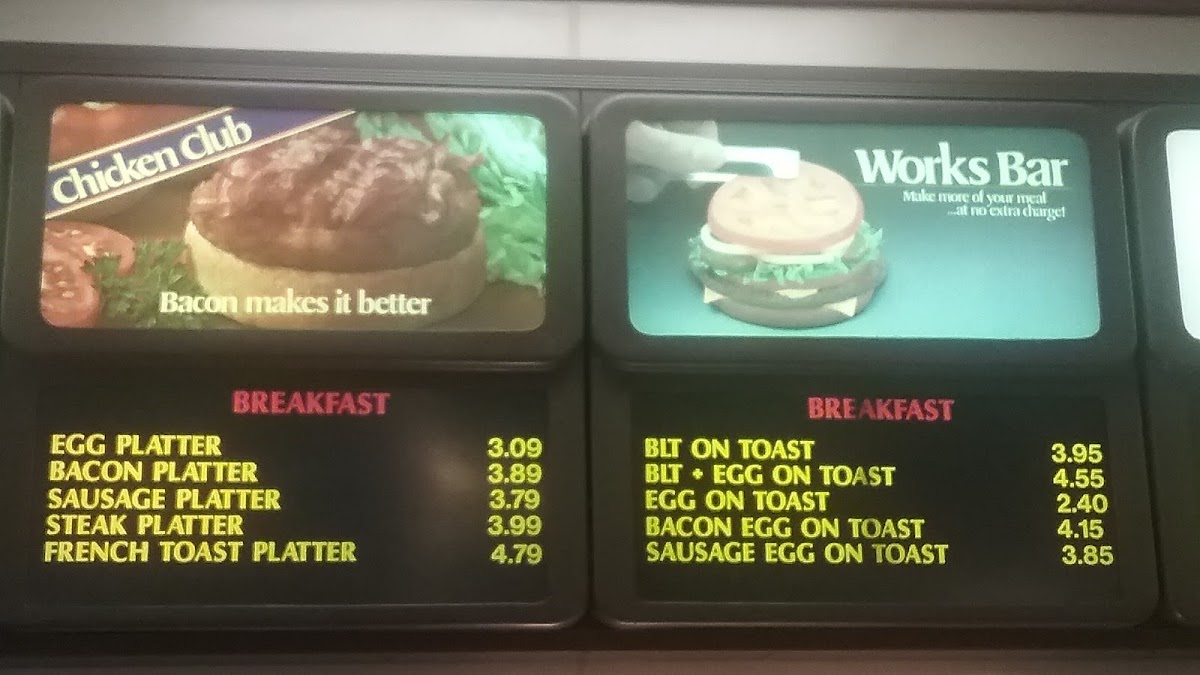 Chicken Club
Bacon makes it better
BREAKFAST
EGG PLATTER 3.09
BACON PLATTER 3.89
SAUSAGE PLATTER 3.79
STEAK PLATTER 3.99
FRENCH TOAST PLATTER 4.79
Works Bar
Make more of your meal
...at no extra charge!
BREAKFAST
BLT ON TOAST 3.95
BLT + EGG ON TOAST 4.55
EGG ON TOAST 2.40
BACON EGG ON TOAST 4.15
SAUSAGE EGG ON TOAST 3.85